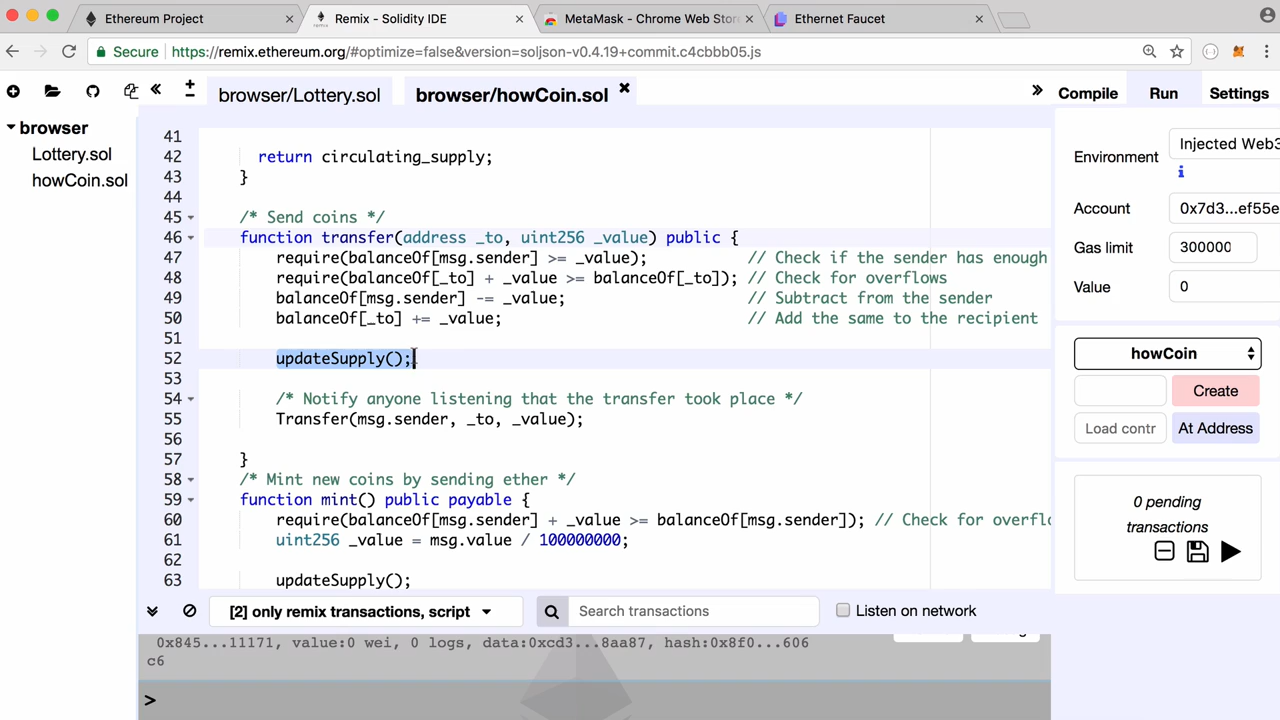 Ethereum Project
Remix - Solidity IDE
MetaMask - Chrome Web Stor
Ethernet Faucet
Secure
https://remix.ethereum.org/#optimize=false&version=soljson-v0.4.19+commit.c4cbbb05.js
browser/Lottery.sol
browser/howCoin.sol
Compile
Run
Settings
browser
Lottery.sol
howCoin.sol
41
42 return circulating_supply;
43 }
44
45 /* Send coins */
46 function transfer(address _to, uint256 _value) public {
47 require(balanceOf[msg.sender] >= _value); // Check if the sender has enough
48 require(balanceOf[_to] + _value >= balanceOf[_to]); // Check for overflows
49 balanceOf[msg.sender] -= _value; // Subtract from the sender
50 balanceOf[_to] += _value; // Add the same to the recipient
51
52 updateSupply();
53
54 /* Notify anyone listening that the transfer took place */
55 Transfer(msg.sender, _to, _value);
56
57 }
58 /* Mint new coins by sending ether */
59 function mint() public payable {
60 require(balanceOf[msg.sender] + _value >= balanceOf[msg.sender]); // Check for overflo
61 uint256 _value = msg.value / 100000000;
62
63 updateSupply();
Environment
Injected Web3
Account
0x7d3...ef55e
Gas limit
300000
Value
0
howCoin
Create
Load contr
At Address
0 pending
transactions
[2] only remix transactions, script
Search transactions
Listen on network
0x845...11171, value:0 wei, 0 logs, data:0xcd3...8aa87, hash:0x8f0...606
c6
>